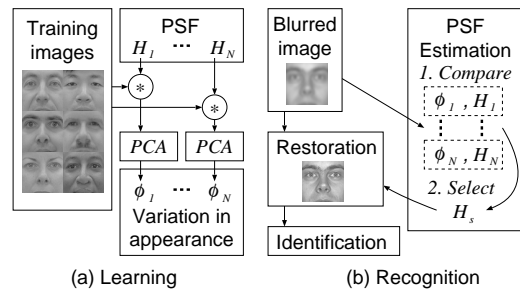 Training
images
PSF
H1 ··· HN
*
*
PCA PCA
ϕ1 ··· ϕN
Variation in
appearance
(a) Learning
Blurred
image
Restoration
Identification
PSF
Estimation
1. Compare
ϕ1 , H1
ϕN , HN
2. Select
Hs
(b) Recognition